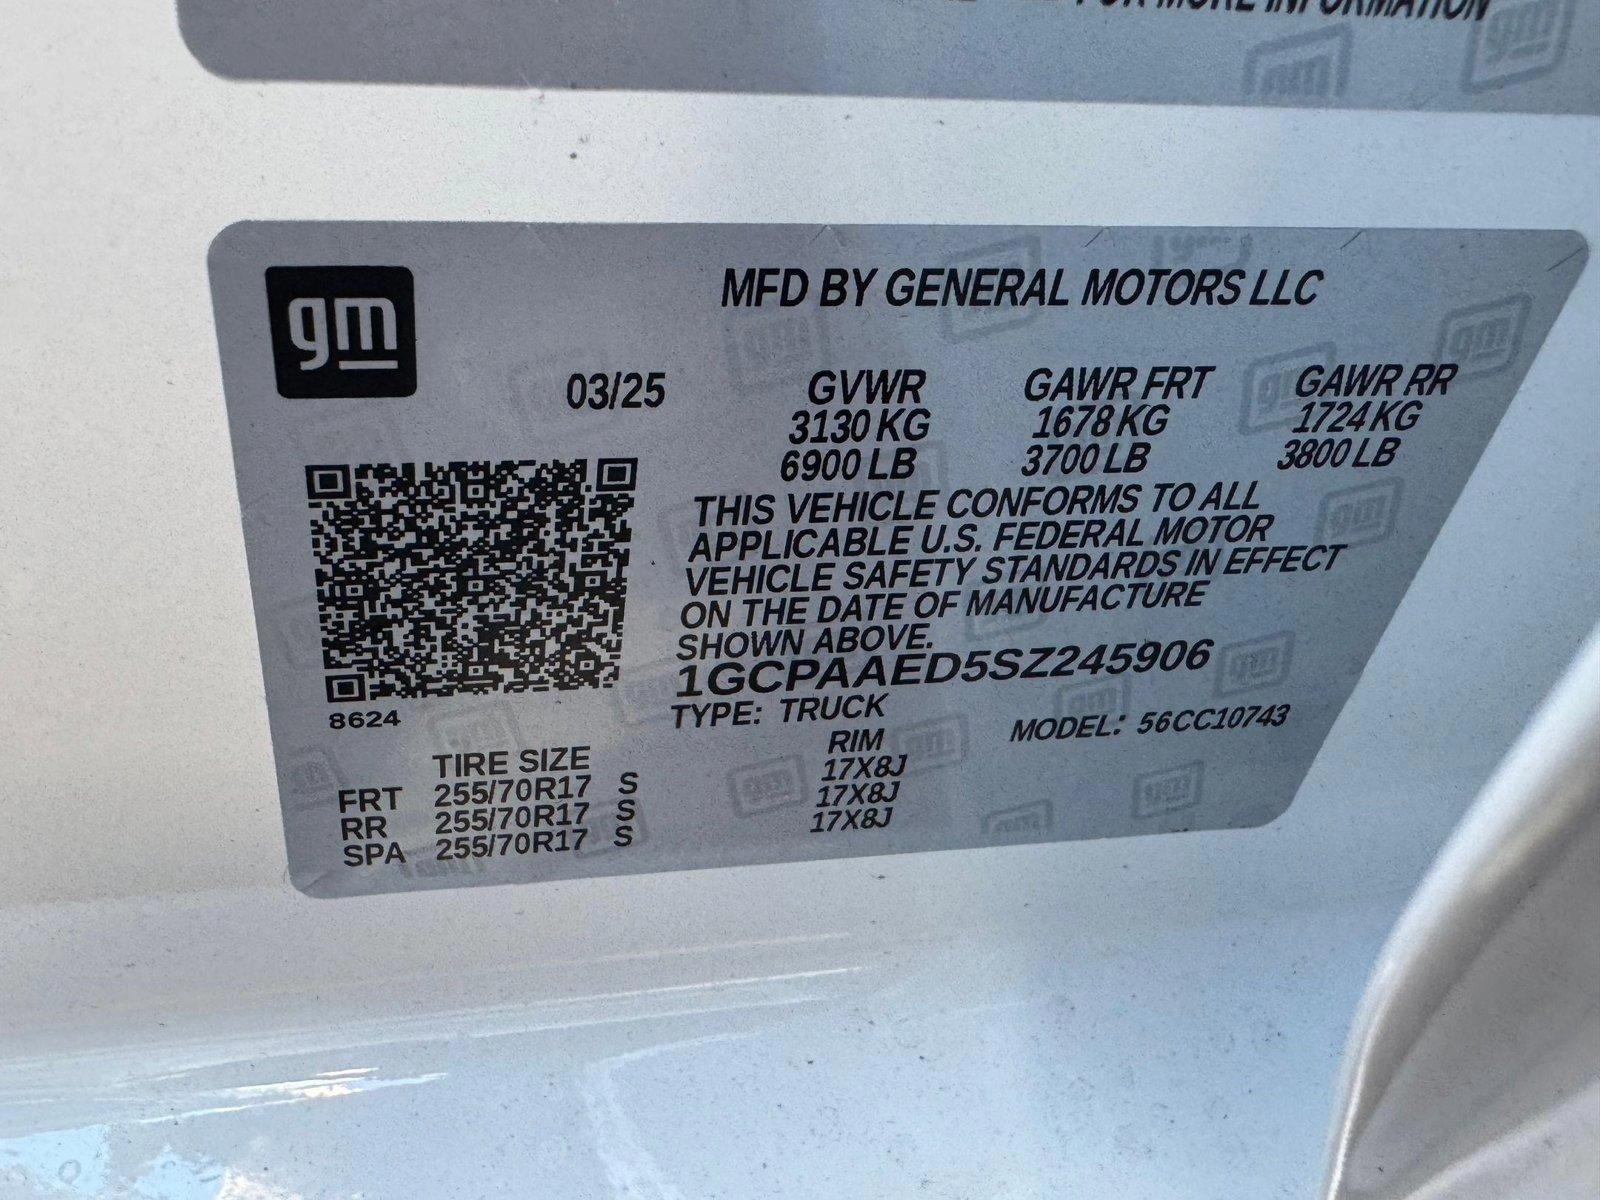 FOR MORE INFORMATION
gm
MFD BY GENERAL MOTORS LLC
03/25
GVWR GAWR FRT GAWR RR
3130 KG 1678 KG 1724 KG
6900 LB 3700 LB 3800 LB
THIS VEHICLE CONFORMS TO ALL
APPLICABLE U.S. FEDERAL MOTOR
VEHICLE SAFETY STANDARDS IN EFFECT
ON THE DATE OF MANUFACTURE
SHOWN ABOVE.
1GCPAAED5SZ245906
8624
TYPE: TRUCK MODEL: 56CC10743
TIRE SIZE RIM
FRT 255/70R17 S 17X8J
RR 255/70R17 S 17X8J
SPA 255/70R17 S 17X8J